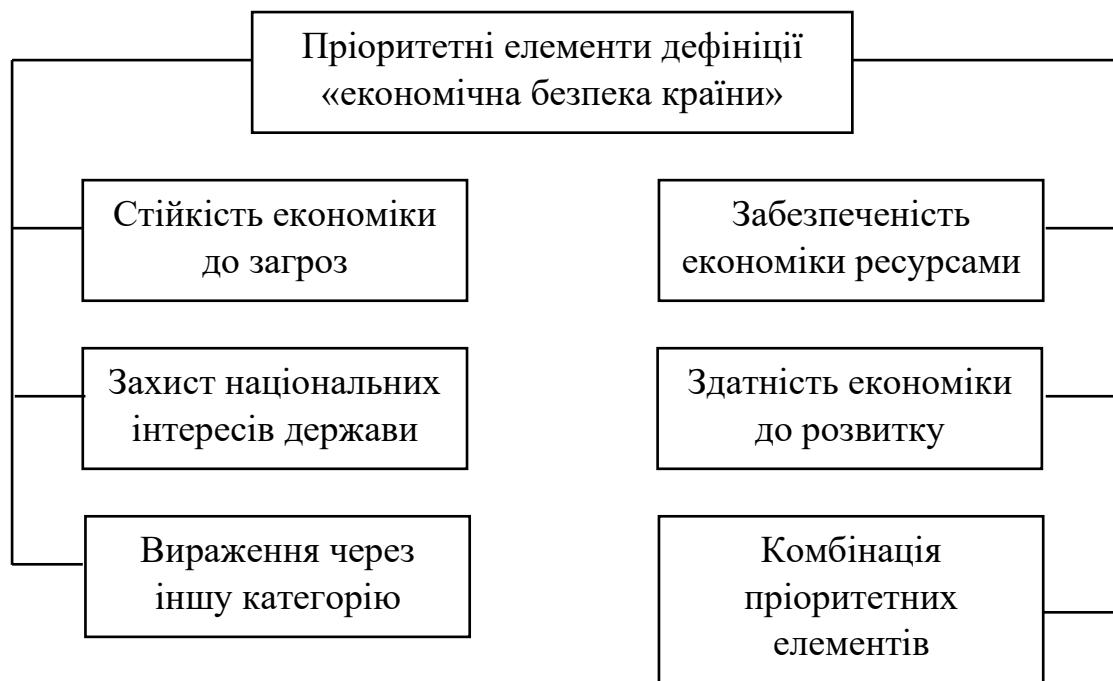 Пріоритетні елементи дефініції
«економічна безпека країни»
Стійкість економіки
до загроз
Забезпеченість
економіки ресурсами
Захист національних
інтересів держави
Здатність економіки
до розвитку
Вираження через
іншу категорію
Комбінація
пріоритетних
елементів